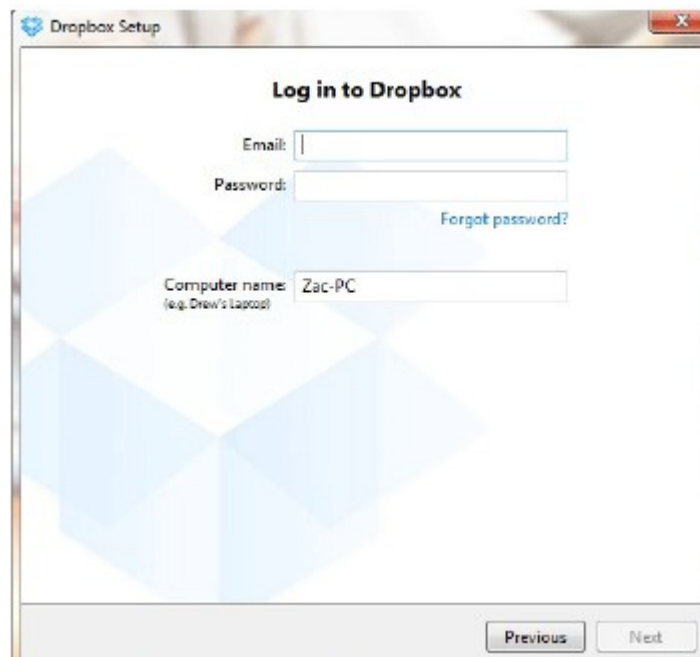 Dropbox Setup
Log in to Dropbox
Email:
Password:
Forgot password?
Computer name: Zac-PC
(e.g. Drew's Laptop)
Previous Next